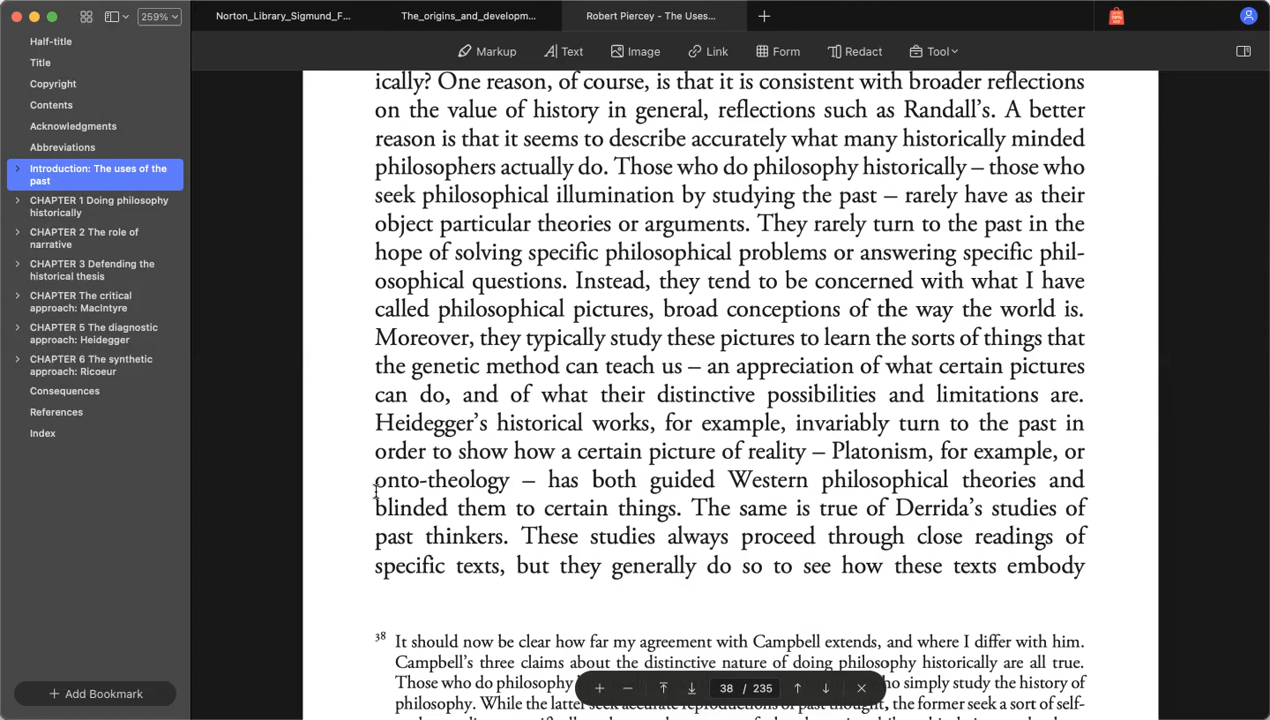 259%
Norton_Library_Sigmund_F...
The_origins_and_developm...
Robert Piercey - The Uses...
Markup
Text
Image
Link
Form
Redact
Tool
Half-title
Title
Copyright
Contents
Acknowledgments
Abbreviations
Introduction: The uses of the
past
CHAPTER 1 Doing philosophy
historically
CHAPTER 2 The role of
narrative
CHAPTER 3 Defending the
historical thesis
CHAPTER The critical
approach: MacIntyre
CHAPTER 5 The diagnostic
approach: Heidegger
CHAPTER 6 The synthetic
approach: Ricoeur
Consequences
References
Index
Add Bookmark
ically? One reason, of course, is that it is consistent with broader reflections
on the value of history in general, reflections such as Randall's. A better
reason is that it seems to describe accurately what many historically minded
philosophers actually do. Those who do philosophy historically – those who
seek philosophical illumination by studying the past – rarely have as their
object particular theories or arguments. They rarely turn to the past in the
hope of solving specific philosophical problems or answering specific phil-
osophical questions. Instead, they tend to be concerned with what I have
called philosophical pictures, broad conceptions of the way the world is.
Moreover, they typically study these pictures to learn the sorts of things that
the genetic method can teach us – an appreciation of what certain pictures
can do, and of what their distinctive possibilities and limitations are.
Heidegger's historical works, for example, invariably turn to the past in
order to show how a certain picture of reality – Platonism, for example, or
onto-theology – has both guided Western philosophical theories and
blinded them to certain things. The same is true of Derrida's studies of
past thinkers. These studies always proceed through close readings of
specific texts, but they generally do so to see how these texts embody
38 It should now be clear how far my agreement with Campbell extends, and where I differ with him.
Campbell's three claims about the distinctive nature of doing philosophy historically are all true.
Those who do philosophy who simply study the history of
philosophy. While the latter seek accurate reproductions of past thought, the former seek a sort of self-
38 / 235